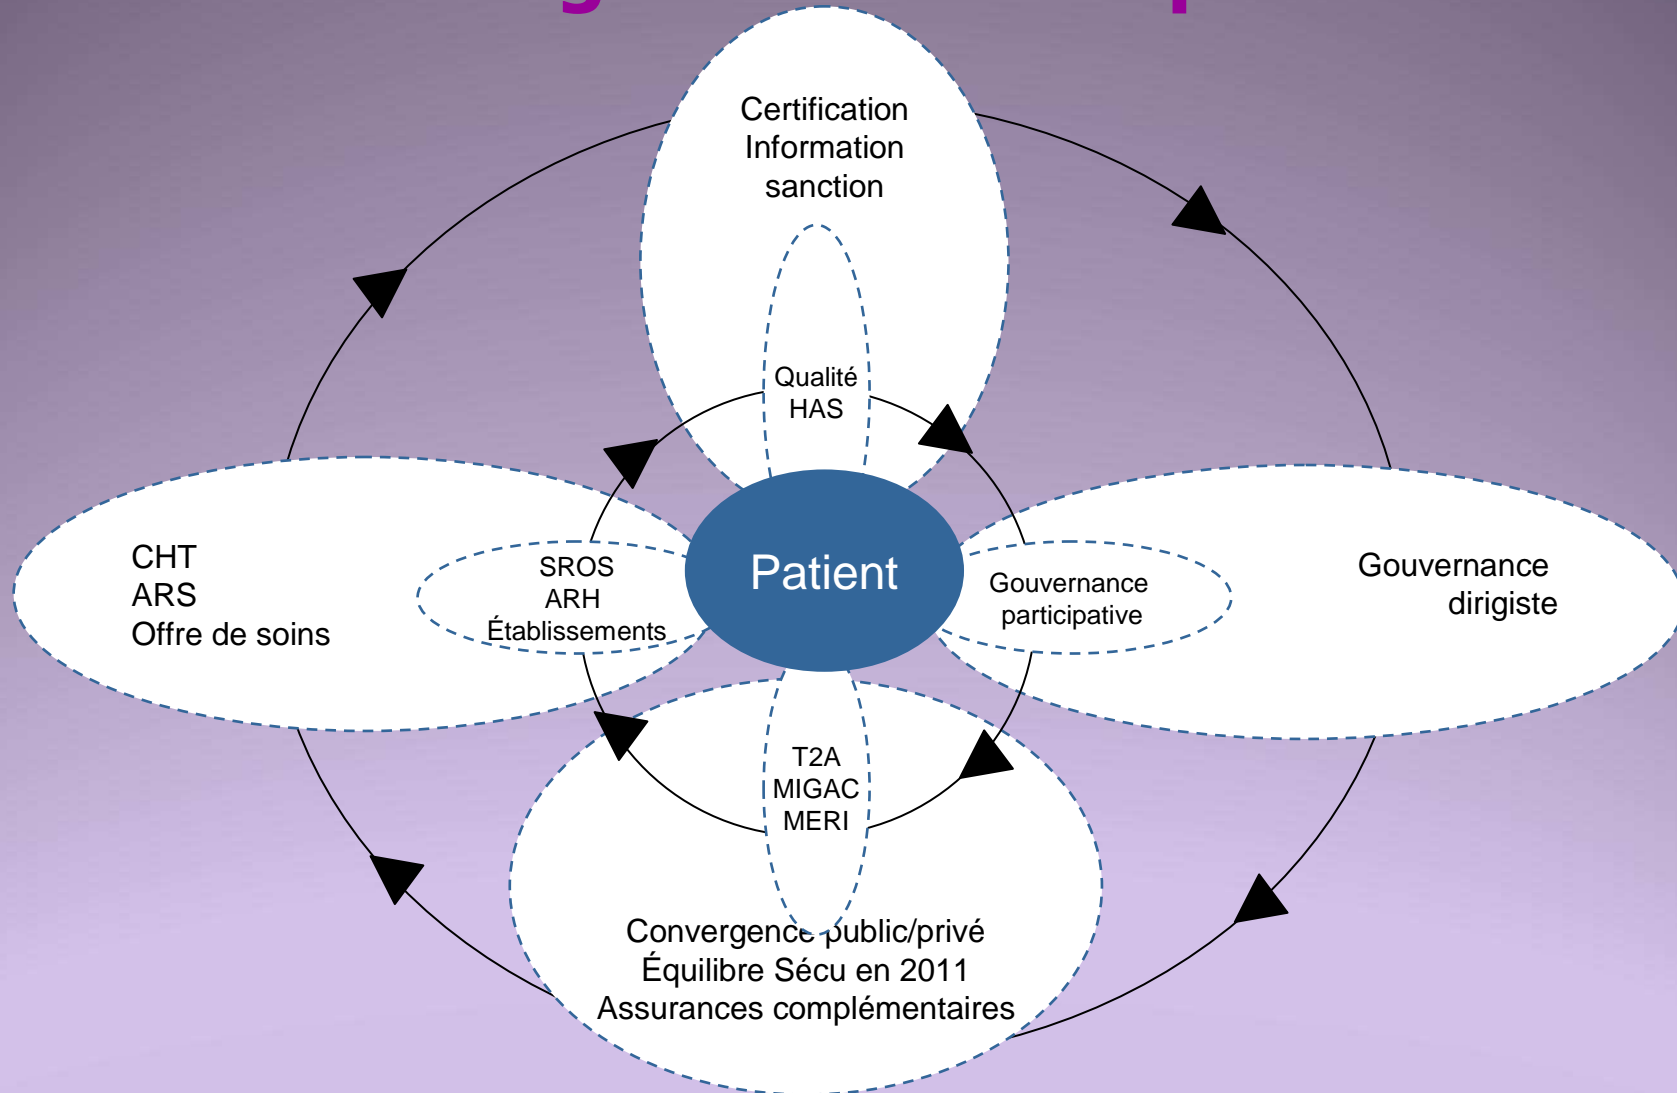 Certification
Information
sanction
Qualité
HAS
CHT
ARS
Offre de soins
SROS
ARH
Établissements
Patient
Gouvernance
participative
Gouvernance
dirigiste
T2A
MIGAC
MERI
Convergence public/privé
Équilibre Sécu en 2011
Assurances complémentaires